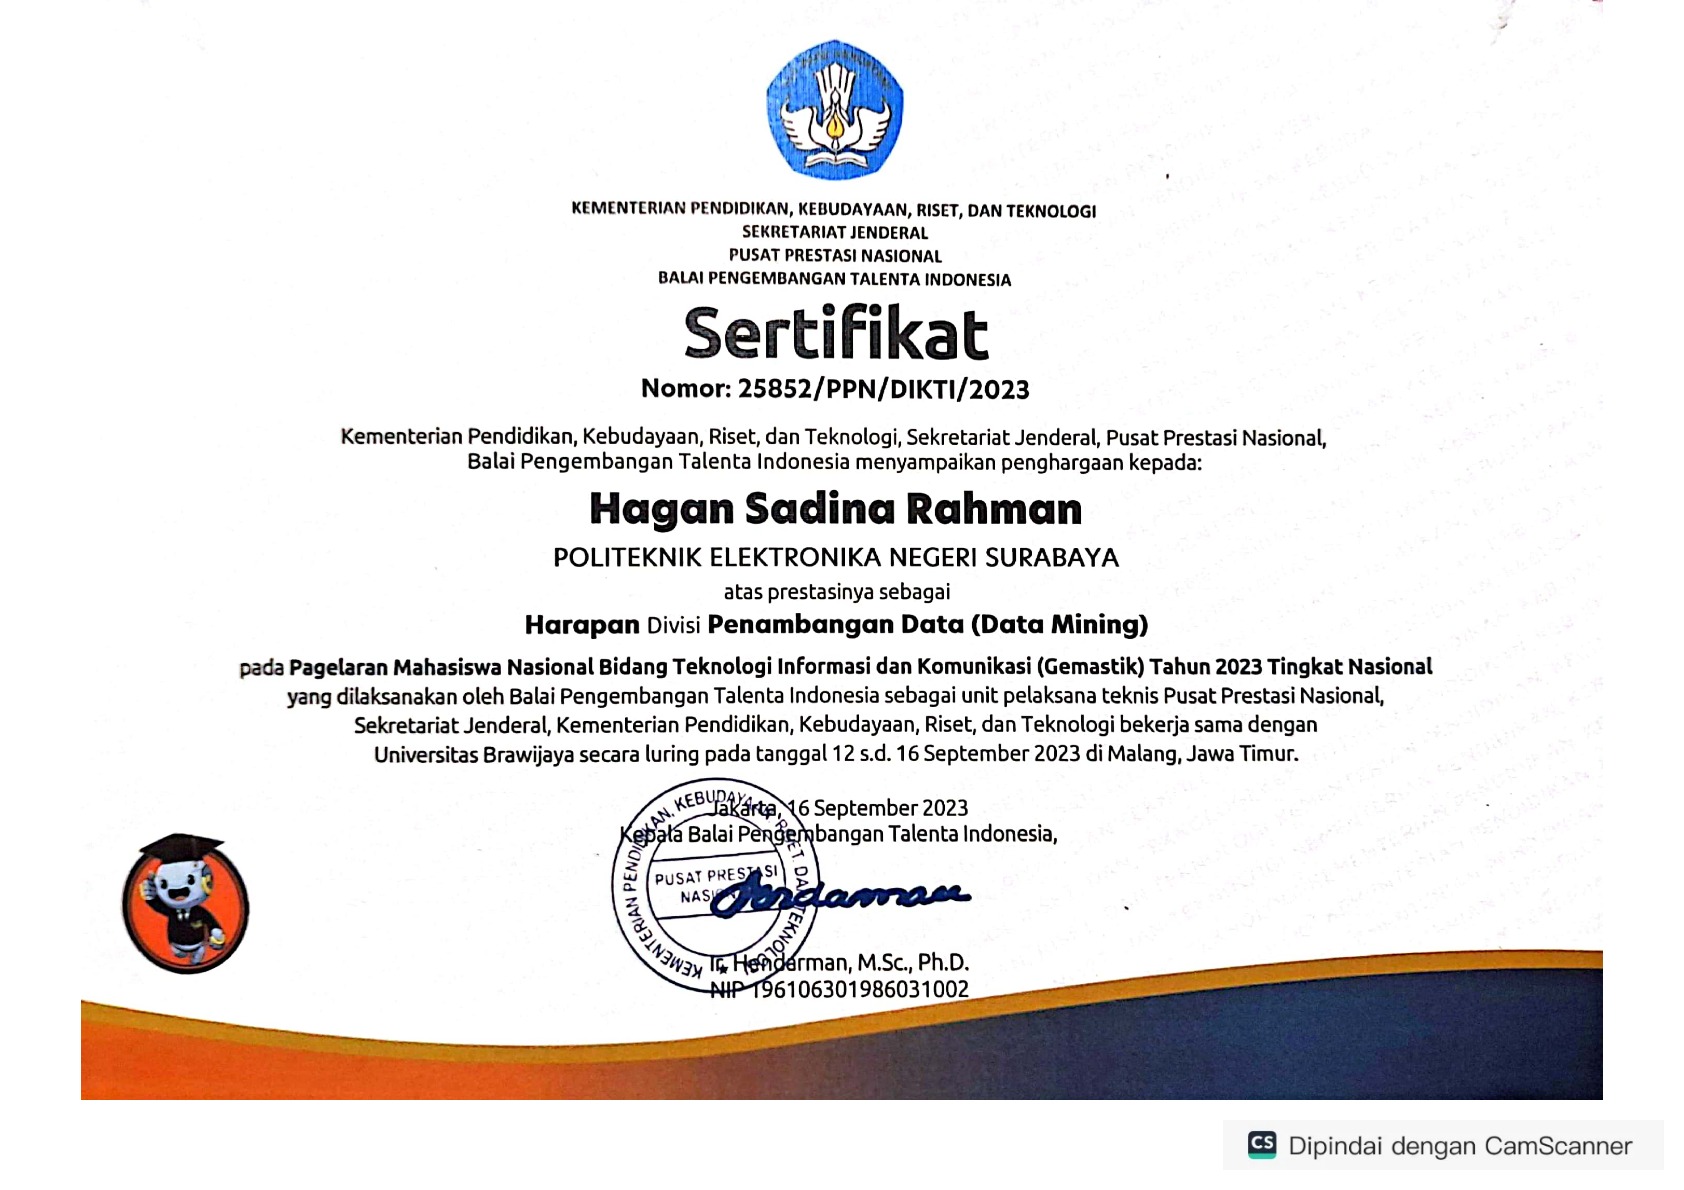 KEMENTERIAN PENDIDIKAN, KEBUDAYAAN, RISET, DAN TEKNOLOGI
SEKRETARIAT JENDERAL
PUSAT PRESTASI NASIONAL
BALAI PENGEMBANGAN TALENTA INDONESIA
Sertifikat
Nomor: 25852/PPN/DIKTI/2023
Kementerian Pendidikan, Kebudayaan, Riset, dan Teknologi, Sekretariat Jenderal, Pusat Prestasi Nasional,
Balai Pengembangan Talenta Indonesia menyampaikan penghargaan kepada:
Hagan Sadina Rahman
POLITEKNIK ELEKTRONIKA NEGERI SURABAYA
atas prestasinya sebagai
Harapan Divisi Penambangan Data (Data Mining)
pada Pagelaran Mahasiswa Nasional Bidang Teknologi Informasi dan Komunikasi (Gemastik) Tahun 2023 Tingkat Nasional
yang dilaksanakan oleh Balai Pengembangan Talenta Indonesia sebagai unit pelaksana teknis Pusat Prestasi Nasional,
Sekretariat Jenderal, Kementerian Pendidikan, Kebudayaan, Riset, dan Teknologi bekerja sama dengan
Universitas Brawijaya secara luring pada tanggal 12 s.d. 16 September 2023 di Malang, Jawa Timur.
Jakarta, 16 September 2023
Kepala Balai Pengembangan Talenta Indonesia,
KEMENTERIAN PENDIDIKAN, KEBUDAYAAN, RISET, DAN TEKNOLOGI
PUSAT PRESTASI
NASIONAL
Ir. Hendarman, M.Sc., Ph.D.
NIP 196106301986031002
CS Dipindai dengan CamScanner